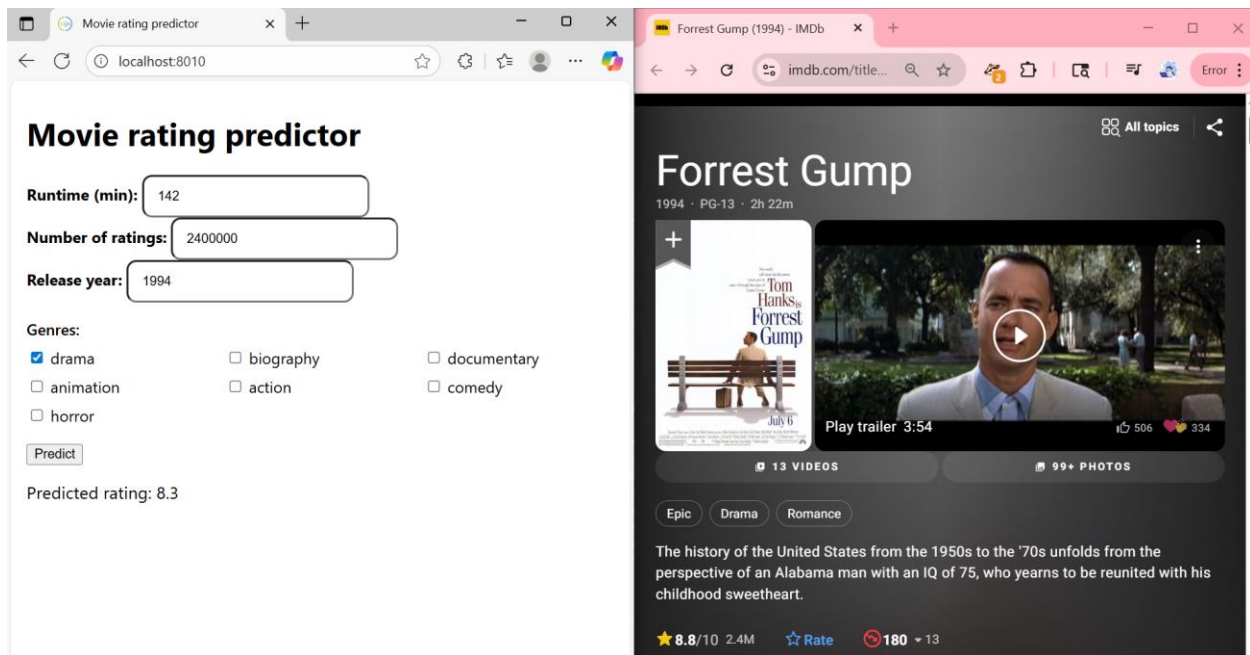 Movie rating predictor
localhost:8010
Movie rating predictor
Runtime (min): 142
Number of ratings: 2400000
Release year: 1994
Genres:
drama biography documentary
animation action comedy
horror
Predict
Predicted rating: 8.3
IMDb Forrest Gump (1994) - IMDb
imdb.com/title... 2 Error
All topics
Forrest Gump
1994 · PG-13 · 2h 22m
Tom
Hanks is
Forrest
Gump
July 6
Play trailer 3:54 506 334
13 VIDEOS 99+ PHOTOS
Epic Drama Romance
The history of the United States from the 1950s to the '70s unfolds from the
perspective of an Alabama man with an IQ of 75, who yearns to be reunited with his
childhood sweetheart.
8.8/10 2.4M Rate 180 13